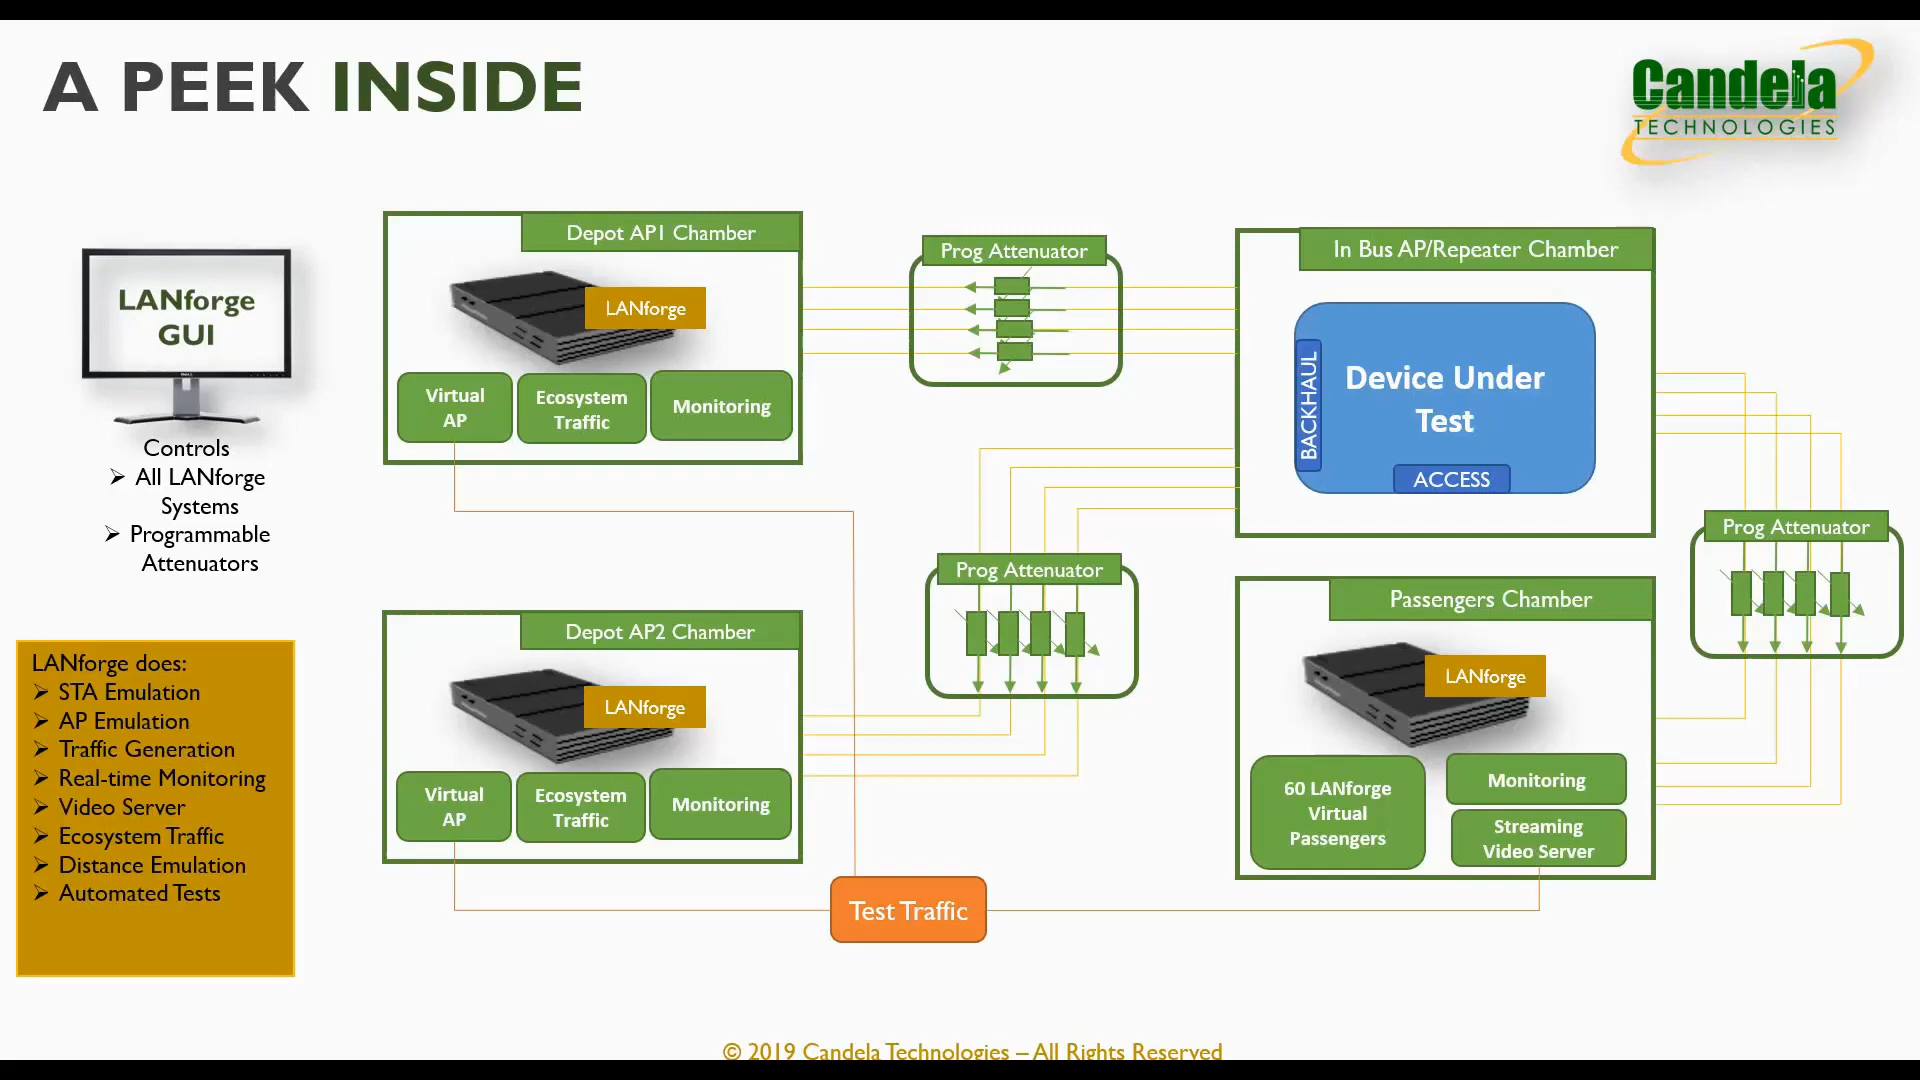 A PEEK INSIDE
Candela
TECHNOLOGIES
LANforge
GUI
Controls
➢ All LANforge
Systems
➢ Programmable
Attenuators
LANforge does:
➢ STA Emulation
➢ AP Emulation
➢ Traffic Generation
➢ Real-time Monitoring
➢ Video Server
➢ Ecosystem Traffic
➢ Distance Emulation
➢ Automated Tests
Depot AP1 Chamber
LANforge
Virtual
AP
Ecosystem
Traffic
Monitoring
Prog Attenuator
In Bus AP/Repeater Chamber
BACKHAUL
Device Under
Test
ACCESS
Prog Attenuator
Prog Attenuator
Depot AP2 Chamber
LANforge
Virtual
AP
Ecosystem
Traffic
Monitoring
Passengers Chamber
LANforge
60 LANforge
Virtual
Passengers
Monitoring
Streaming
Video Server
Test Traffic
© 2019 Candela Technologies – All Rights Reserved